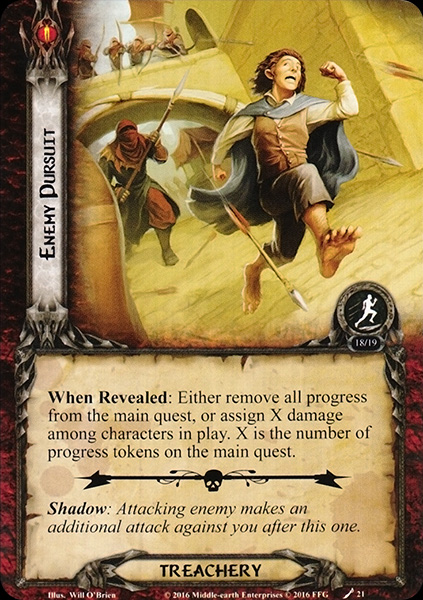 ENEMY PURSUIT
18/19
When Revealed: Either remove all progress
from the main quest, or assign X damage
among characters in play. X is the number of
progress tokens on the main quest.
Shadow: Attacking enemy makes an
additional attack against you after this one.
TREACHERY
Illus. Will O'Brien
© 2016 Middle-earth Enterprises © 2016 FFG
21